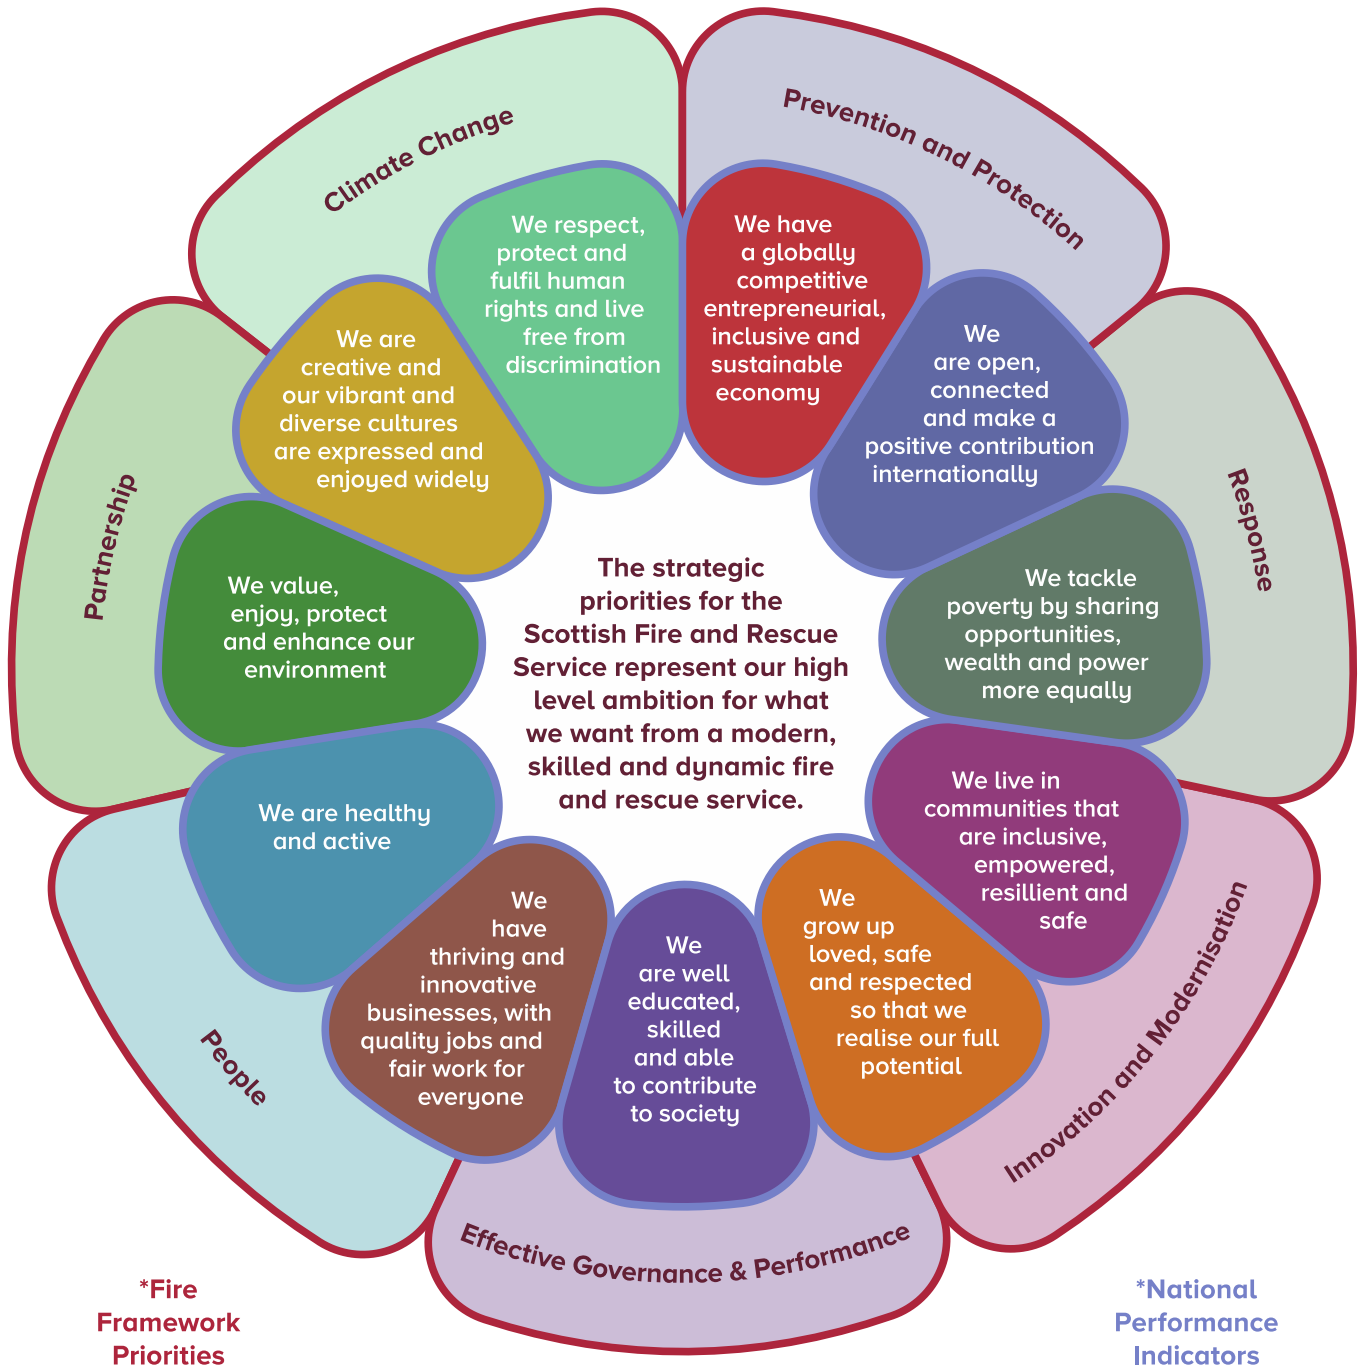 Climate Change
Prevention and Protection
Response
Innovation and Modernisation
Effective Governance & Performance
People
Partnership
We respect,
protect and
fulfil human
rights and live
free from
discrimination
We have
a globally
competitive
entrepreneurial,
inclusive and
sustainable
economy
We
are open,
connected
and make a
positive contribution
internationally
We tackle
poverty by sharing
opportunities,
wealth and power
more equally
We live in
communities that
are inclusive,
empowered,
resillient and
safe
We
grow up
loved, safe
and respected
so that we
realise our full
potential
We
are well
educated,
skilled
and able
to contribute
to society
We
have
thriving and
innovative
businesses, with
quality jobs and
fair work for
everyone
We are healthy
and active
We value,
enjoy, protect
and enhance our
environment
We are
creative and
our vibrant and
diverse cultures
are expressed and
enjoyed widely
The strategic
priorities for the
Scottish Fire and Rescue
Service represent our high
level ambition for what
we want from a modern,
skilled and dynamic fire
and rescue service.
*Fire
Framework
Priorities
*National
Performance
Indicators